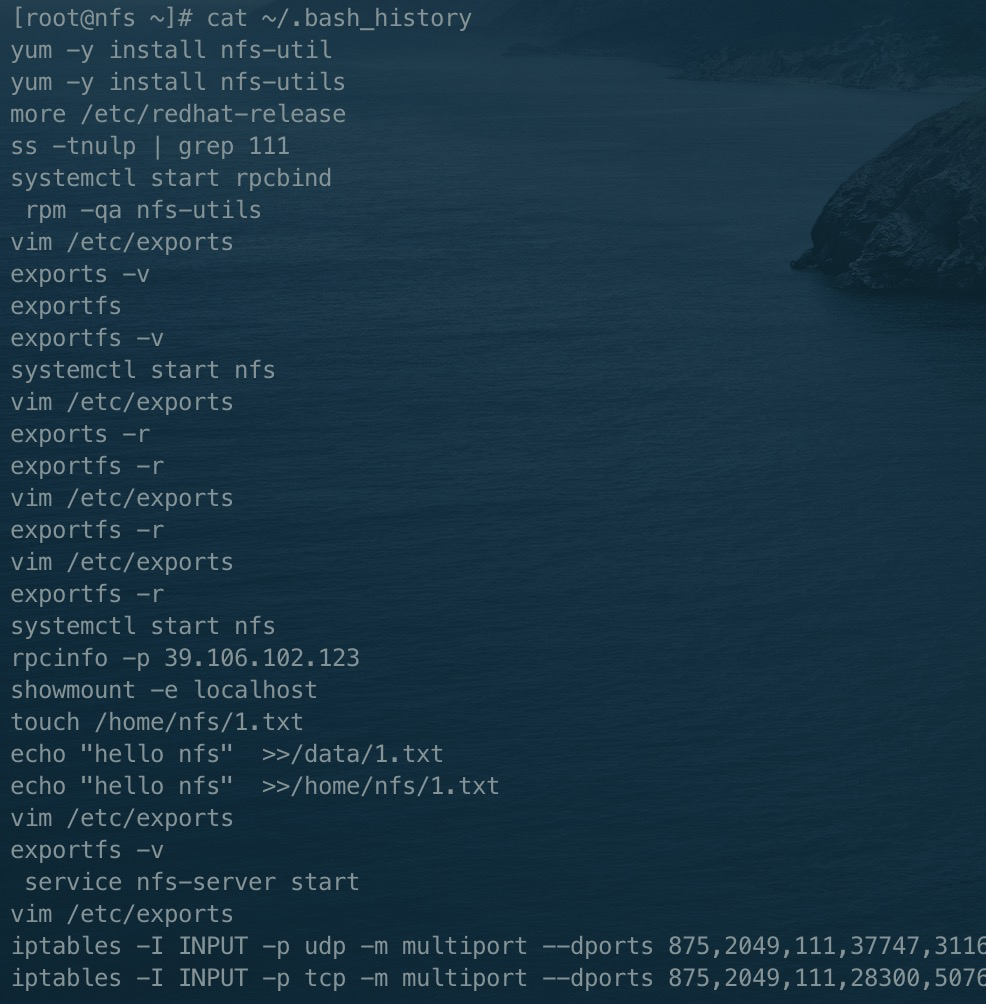 [root@nfs ~]# cat ~/.bash_history
yum -y install nfs-util
yum -y install nfs-utils
more /etc/redhat-release
ss -tnulp | grep 111
systemctl start rpcbind
 rpm -qa nfs-utils
vim /etc/exports
exports -v
exportfs
exportfs -v
systemctl start nfs
vim /etc/exports
exports -r
exportfs -r
vim /etc/exports
exportfs -r
vim /etc/exports
exportfs -r
systemctl start nfs
rpcinfo -p 39.106.102.123
showmount -e localhost
touch /home/nfs/1.txt
echo "hello nfs"  >>/data/1.txt
echo "hello nfs"  >>/home/nfs/1.txt
vim /etc/exports
exportfs -v
 service nfs-server start
vim /etc/exports
iptables -I INPUT -p udp -m multiport --dports 875,2049,111,37747,3116
iptables -I INPUT -p tcp -m multiport --dports 875,2049,111,28300,5076